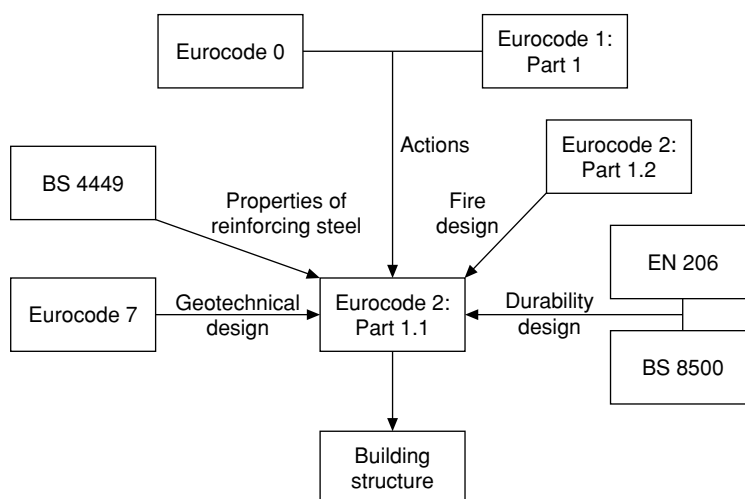 Eurocode 0
Eurocode 1:
Part 1
Actions
Eurocode 2:
Part 1.2
BS 4449
Properties of
reinforcing steel
Fire
design
EN 206
Eurocode 7
Geotechnical
design
Eurocode 2:
Part 1.1
Durability
design
BS 8500
Building
structure